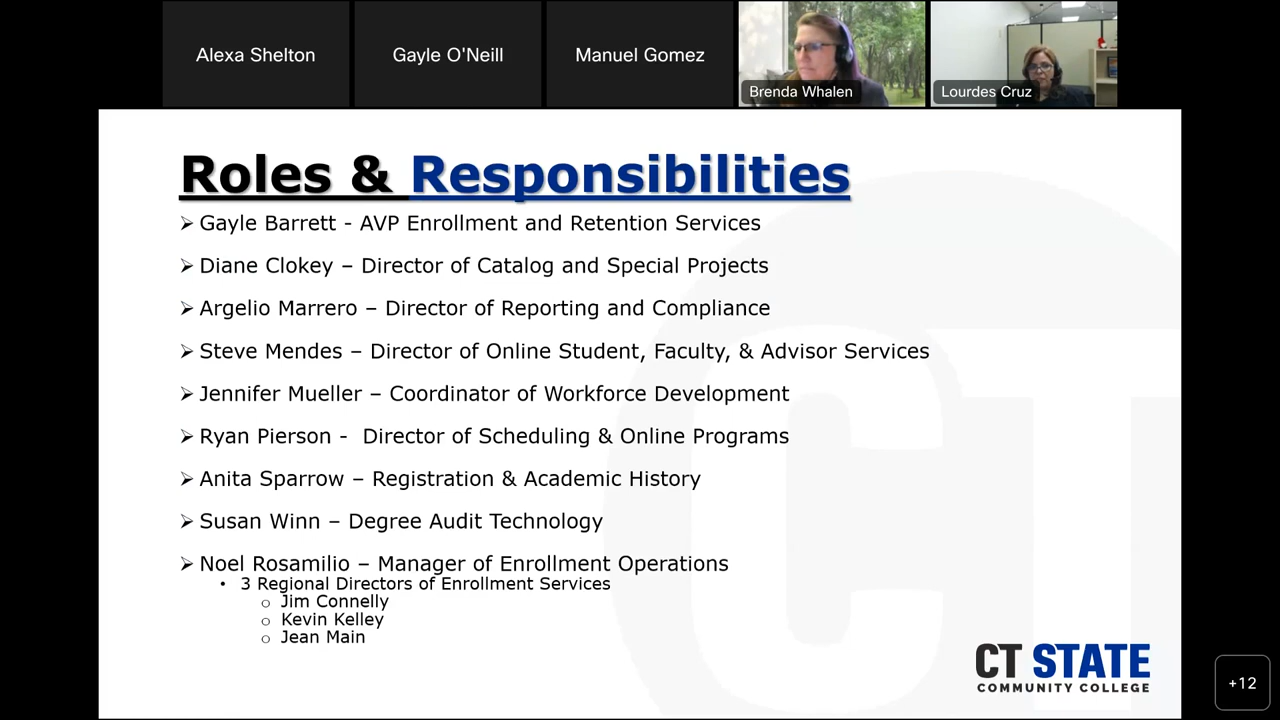 Alexa Shelton
Gayle O'Neill
Manuel Gomez
Brenda Whalen
Lourdes Cruz
Roles & Responsibilities
➢ Gayle Barrett - AVP Enrollment and Retention Services
➢ Diane Clokey – Director of Catalog and Special Projects
➢ Argelio Marrero – Director of Reporting and Compliance
➢ Steve Mendes – Director of Online Student, Faculty, & Advisor Services
➢ Jennifer Mueller – Coordinator of Workforce Development
➢ Ryan Pierson -  Director of Scheduling & Online Programs
➢ Anita Sparrow – Registration & Academic History
➢ Susan Winn – Degree Audit Technology
➢ Noel Rosamilio – Manager of Enrollment Operations
• 3 Regional Directors of Enrollment Services
o Jim Connelly
o Kevin Kelley
o Jean Main
CT STATE
COMMUNITY COLLEGE
+12